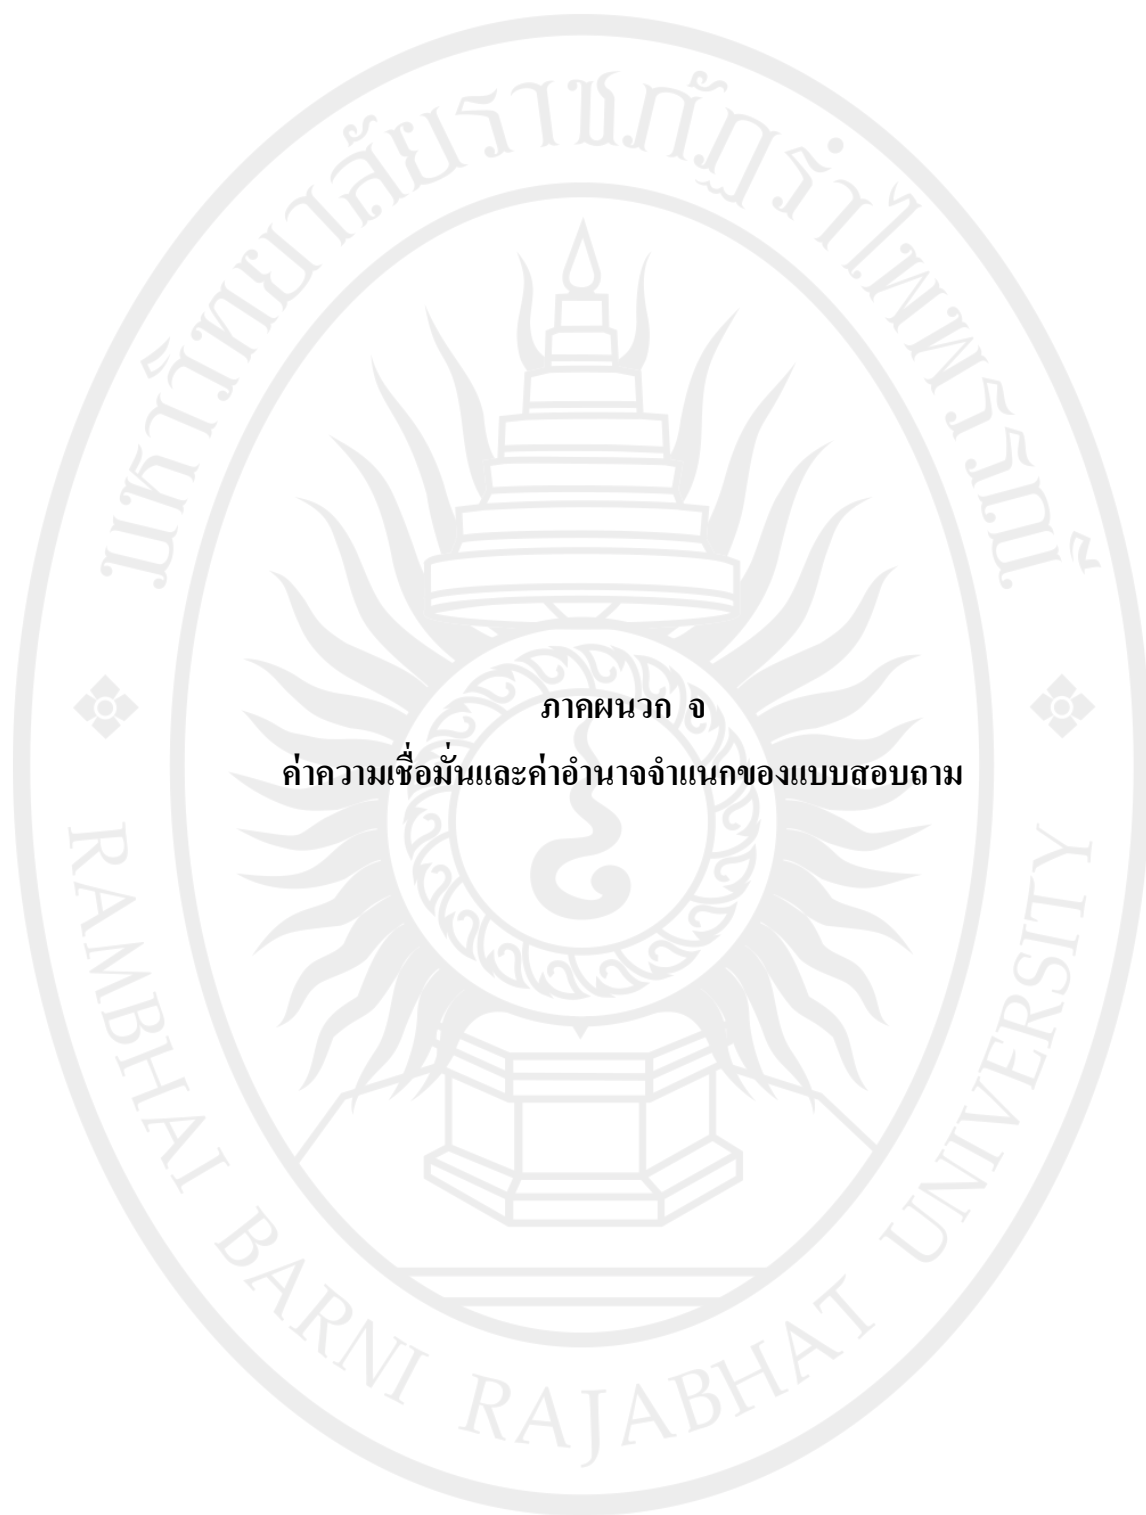 มหาวิทยาลัยราชภัฏรำไพพรรณี
ภาคผนวก จ
ค่าความเชื่อมั่นและค่าอำนาจจำแนกของแบบสอบถาม
RAMBHAI BARNI RAJABHAT UNIVERSITY